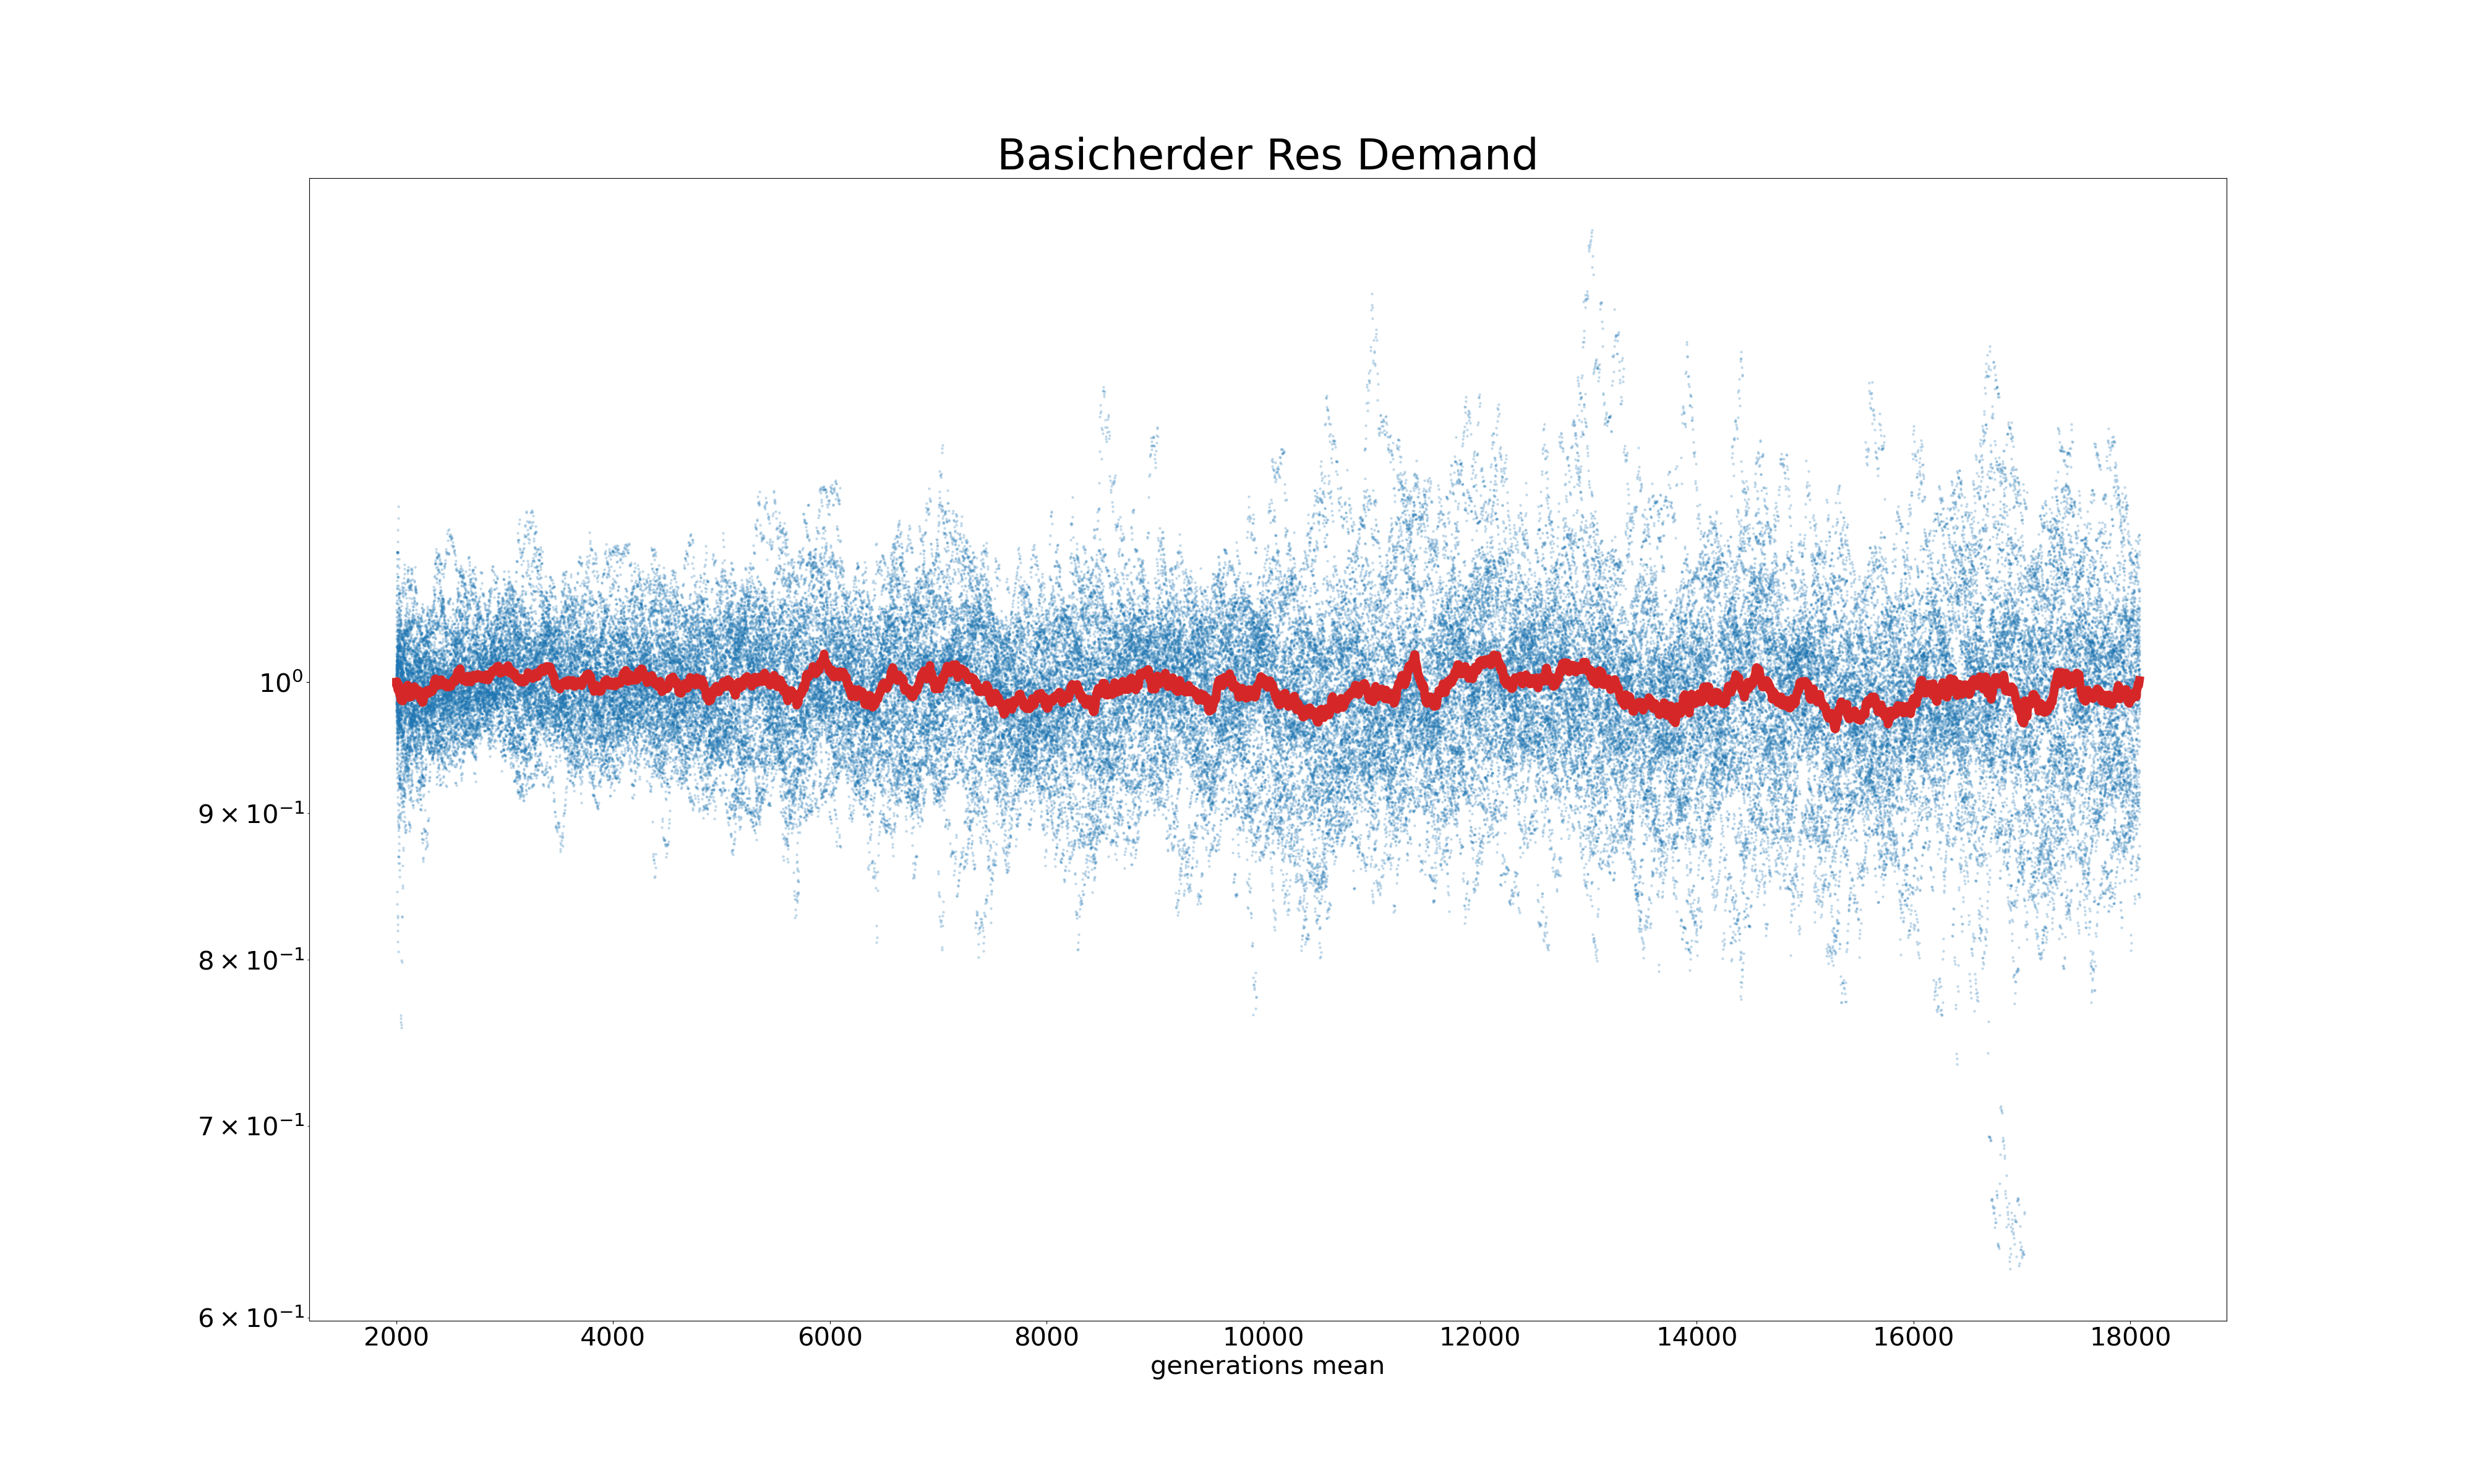 Basicherder Res Demand
10⁰
9 × 10⁻¹
8 × 10⁻¹
7 × 10⁻¹
6 × 10⁻¹
2000 4000 6000 8000 10000 12000 14000 16000 18000
generations mean